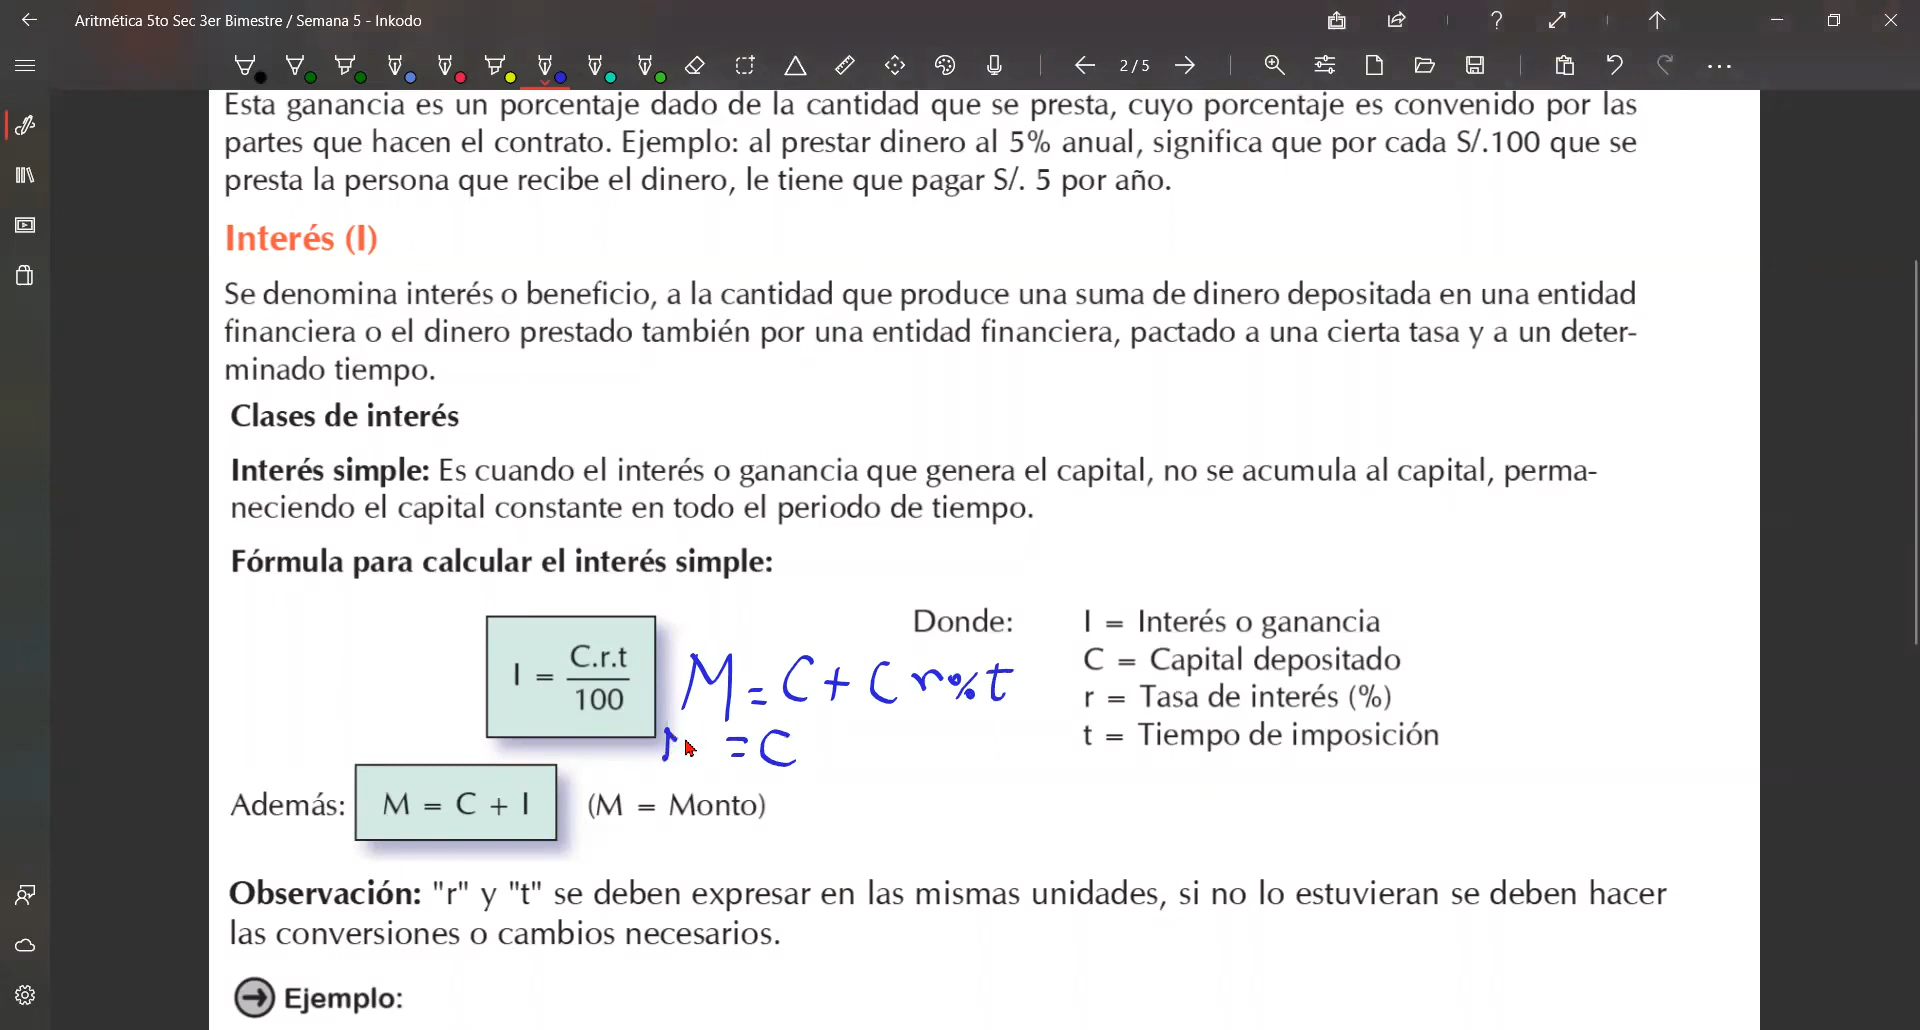 Aritmética 5to Sec 3er Bimestre / Semana 5 - Inkodo
2 / 5
Esta ganancia es un porcentaje dado de la cantidad que se presta, cuyo porcentaje es convenido por las
partes que hacen el contrato. Ejemplo: al prestar dinero al 5% anual, significa que por cada S/.100 que se
presta la persona que recibe el dinero, le tiene que pagar S/. 5 por año.
Interés (I)
Se denomina interés o beneficio, a la cantidad que produce una suma de dinero depositada en una entidad
financiera o el dinero prestado también por una entidad financiera, pactado a una cierta tasa y a un deter-
minado tiempo.
Clases de interés
Interés simple: Es cuando el interés o ganancia que genera el capital, no se acumula al capital, perma-
neciendo el capital constante en todo el periodo de tiempo.
Fórmula para calcular el interés simple:
I = C.r.t / 100
M = C + C r% t
= C
Donde:
I = Interés o ganancia
C = Capital depositado
r = Tasa de interés (%)
t = Tiempo de imposición
Además: M = C + I (M = Monto)
Observación: "r" y "t" se deben expresar en las mismas unidades, si no lo estuvieran se deben hacer
las conversiones o cambios necesarios.
Ejemplo: